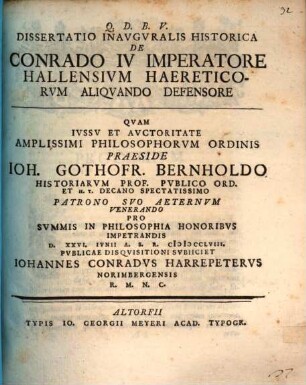 Q. D. B. V.
DISSERTATIO INAVGVRALIS HISTORICA
DE
CONRADO IV IMPERATORE
HALLENSIVM HAERETICO-
RVM ALIQVANDO DEFENSORE
QVAM
IVSSV ET AVCTORITATE
AMPLISSIMI PHILOSOPHORVM ORDINIS
PRAESIDE
IOH. GOTHOFR. BERNHOLDO
HISTORIARVM PROF. PVBLICO ORD.
ET H. T. DECANO SPECTATISSIMO
PATRONO SVO AETERNVM
VENERANDO
PRO
SVMMIS IN PHILOSOPHIA HONORIBVS
IMPETRANDIS
D. XXVI. IVNII A. S. R. CIↃIↃCCLVIII.
PVBLICAE DISQVISITIONI SVBIICIET
IOHANNES CONRADVS HARREPETERVS
NORIMBERGENSIS
R. M. N. C.
ALTORFII
TYPIS IO. GEORGII MEYERI ACAD. TYPOGR.